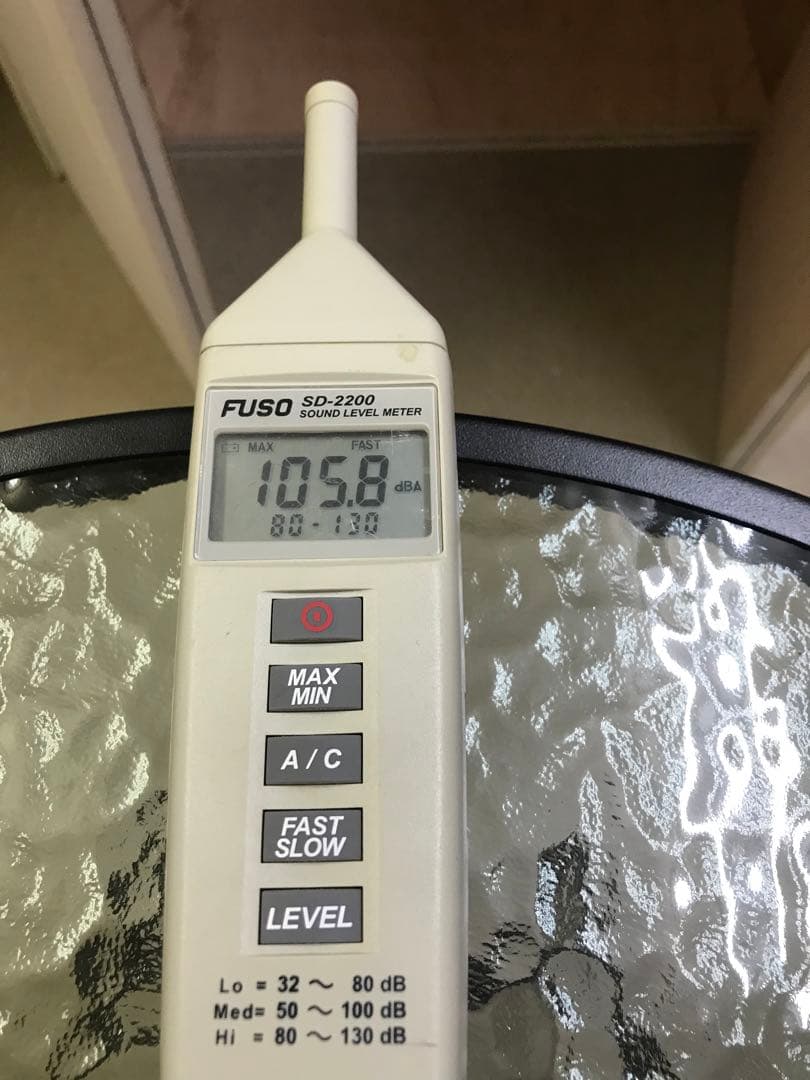 FUSO SD-2200
SOUND LEVEL METER
MAX FAST
105.8 dBA
80 - 130
MAX
MIN
A / C
FAST
SLOW
LEVEL
Lo = 32 ～ 80 dB
Med= 50 ～ 100 dB
Hi = 80 ～ 130 dB